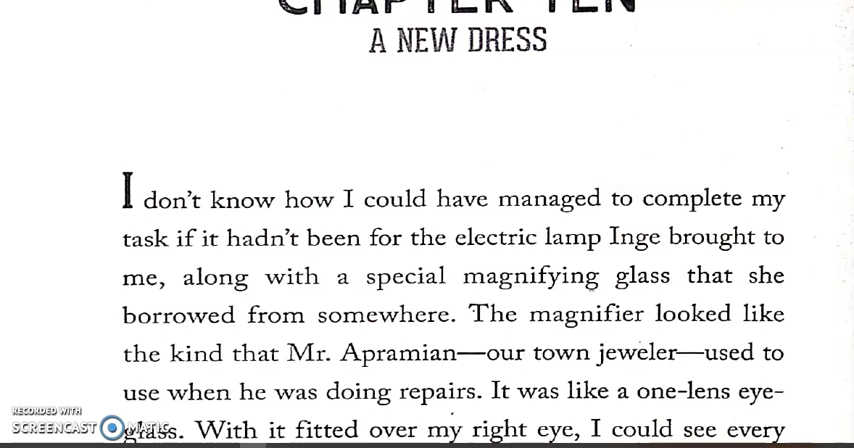 CHAPTER TEN
A NEW DRESS
I don't know how I could have managed to complete my
task if it hadn't been for the electric lamp Inge brought to
me, along with a special magnifying glass that she
borrowed from somewhere. The magnifier looked like
the kind that Mr. Apramian—our town jeweler—used to
use when he was doing repairs. It was like a one-lens eye-
glass. With it fitted over my right eye, I could see every
RECORDED WITH
SCREENCAST MATIC